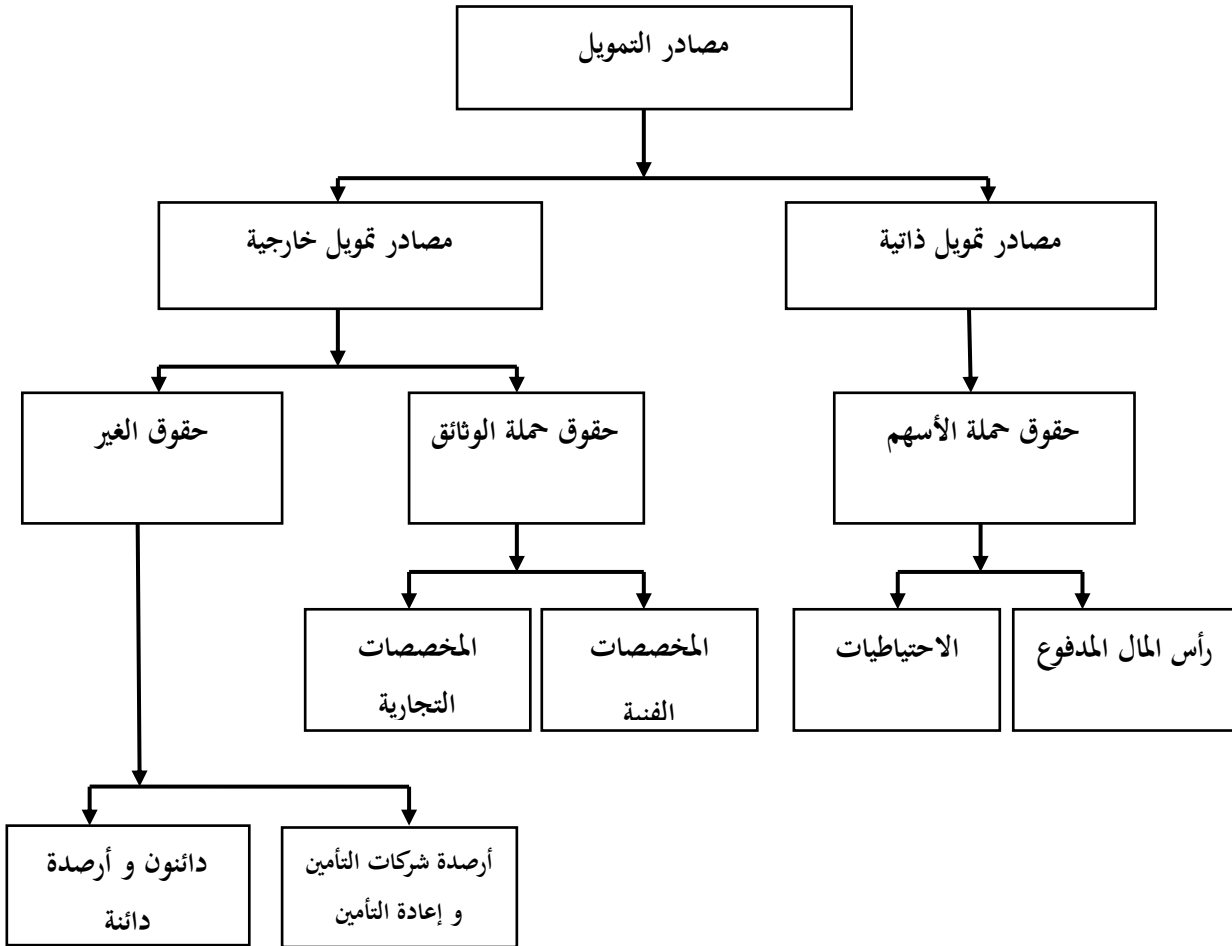 مصادر التمويل
مصادر تمويل ذاتية
مصادر تمويل خارجية
حقوق حملة الأسهم
حقوق حملة الوثائق
حقوق الغير
رأس المال المدفوع
الاحتياطيات
المخصصات
الفنية
المخصصات
التجارية
أرصدة شركات التأمين
و إعادة التأمين
دائنون و أرصدة
دائنة